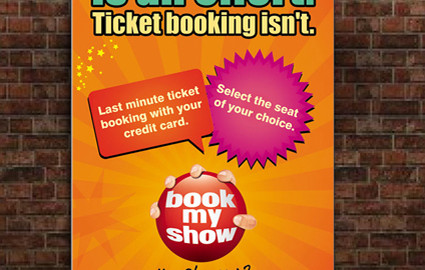 Ticket booking isn't.
Last minute ticket
booking with your
credit card.
Select the seat
of your choice.
book
my
show